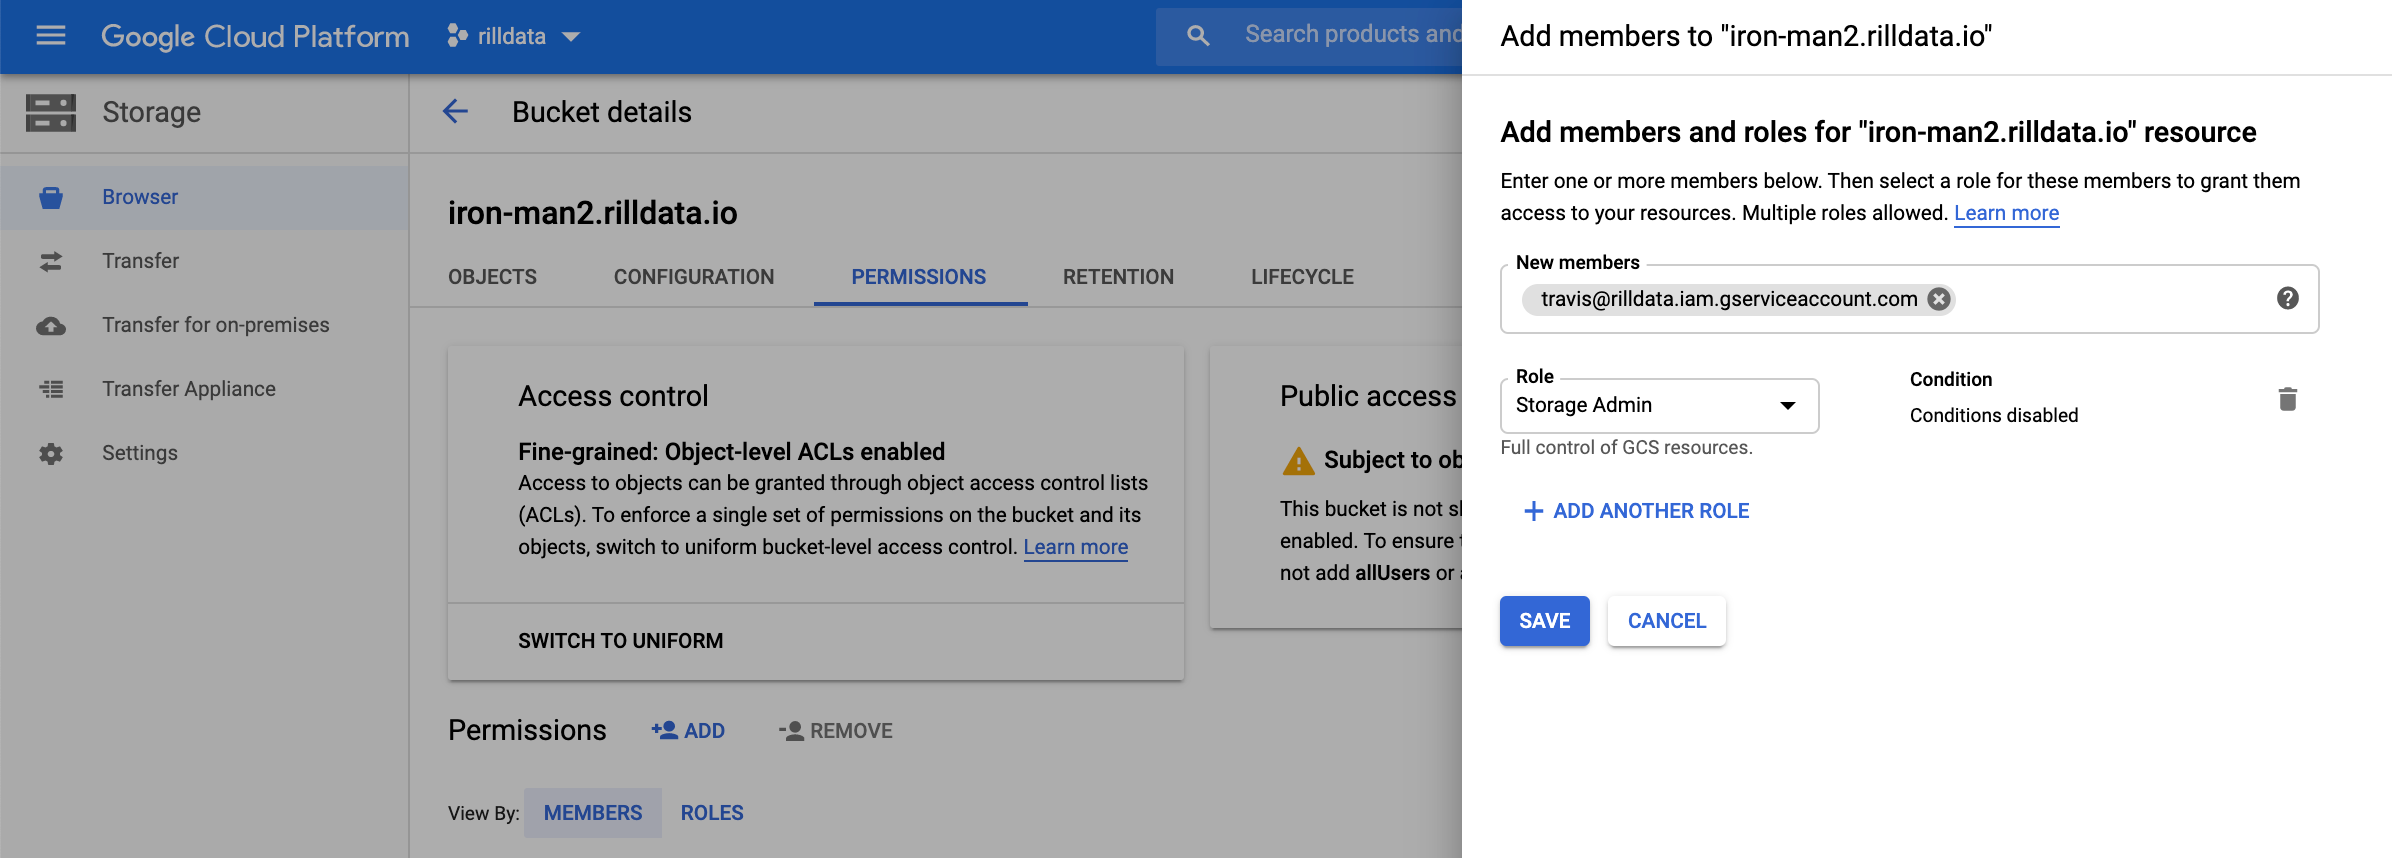 Google Cloud Platform
rilldata
Search products and
Storage
Browser
Transfer
Transfer for on-premises
Transfer Appliance
Settings
Bucket details
iron-man2.rilldata.io
OBJECTS
CONFIGURATION
PERMISSIONS
RETENTION
LIFECYCLE
Access control
Fine-grained: Object-level ACLs enabled
Access to objects can be granted through object access control lists
(ACLs). To enforce a single set of permissions on the bucket and its
objects, switch to uniform bucket-level access control. Learn more
SWITCH TO UNIFORM
Public access
Subject to ob
This bucket is not
enabled. To ensure
not add allUsers or
Permissions
ADD
REMOVE
View By:
MEMBERS
ROLES
Add members to "iron-man2.rilldata.io"
Add members and roles for "iron-man2.rilldata.io" resource
Enter one or more members below. Then select a role for these members to grant them
access to your resources. Multiple roles allowed. Learn more
New members
travis@rilldata.iam.gserviceaccount.com
Role
Storage Admin
Full control of GCS resources.
Condition
Conditions disabled
ADD ANOTHER ROLE
SAVE
CANCEL